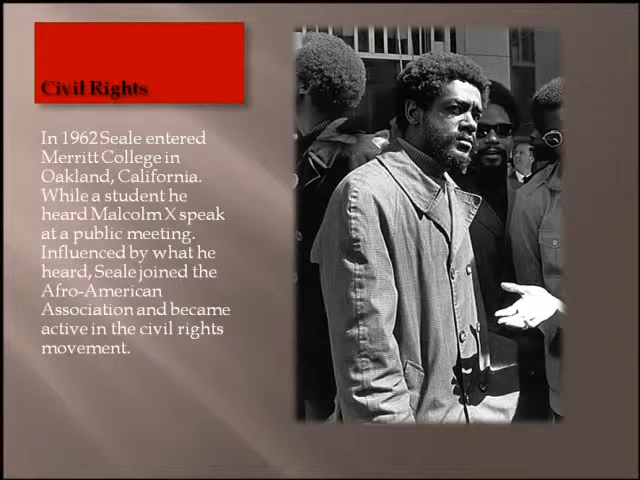 Civil Rights
In 1962 Seale entered
Merritt College in
Oakland, California.
While a student he
heard Malcolm X speak
at a public meeting.
Influenced by what he
heard, Seale joined the
Afro-American
Association and became
active in the civil rights
movement.